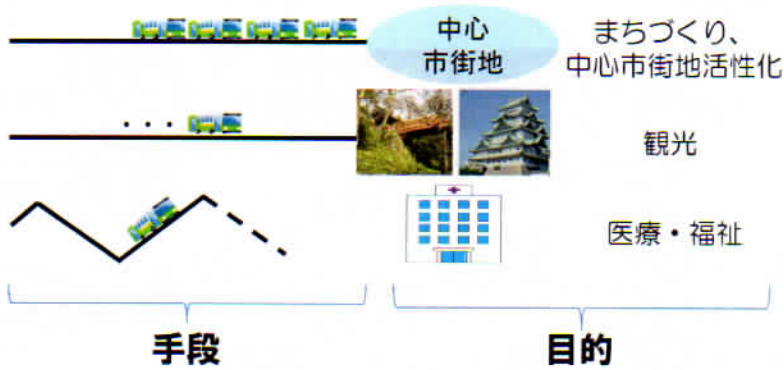 中心
市街地
まちづくり、
中心市街地活性化
・・・
観光
医療・福祉
手段
目的